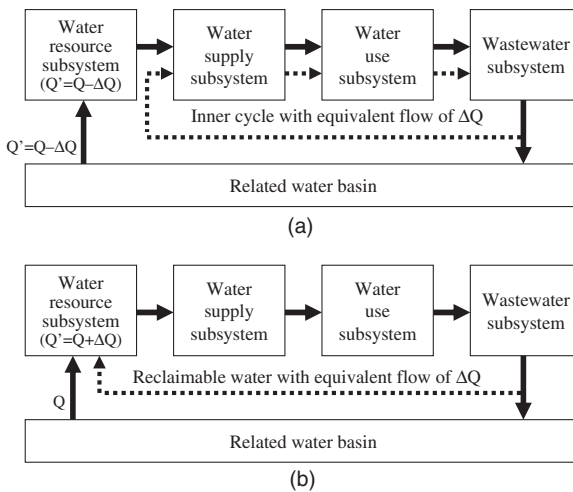 Water
resource
subsystem
(Q'=Q–ΔQ)
Water
supply
subsystem
Water
use
subsystem
Wastewater
subsystem
Inner cycle with equivalent flow of ΔQ
Q'=Q–ΔQ
Related water basin
(a)
Water
resource
subsystem
(Q'=Q+ΔQ)
Water
supply
subsystem
Water
use
subsystem
Wastewater
subsystem
Reclaimable water with equivalent flow of ΔQ
Q
Related water basin
(b)